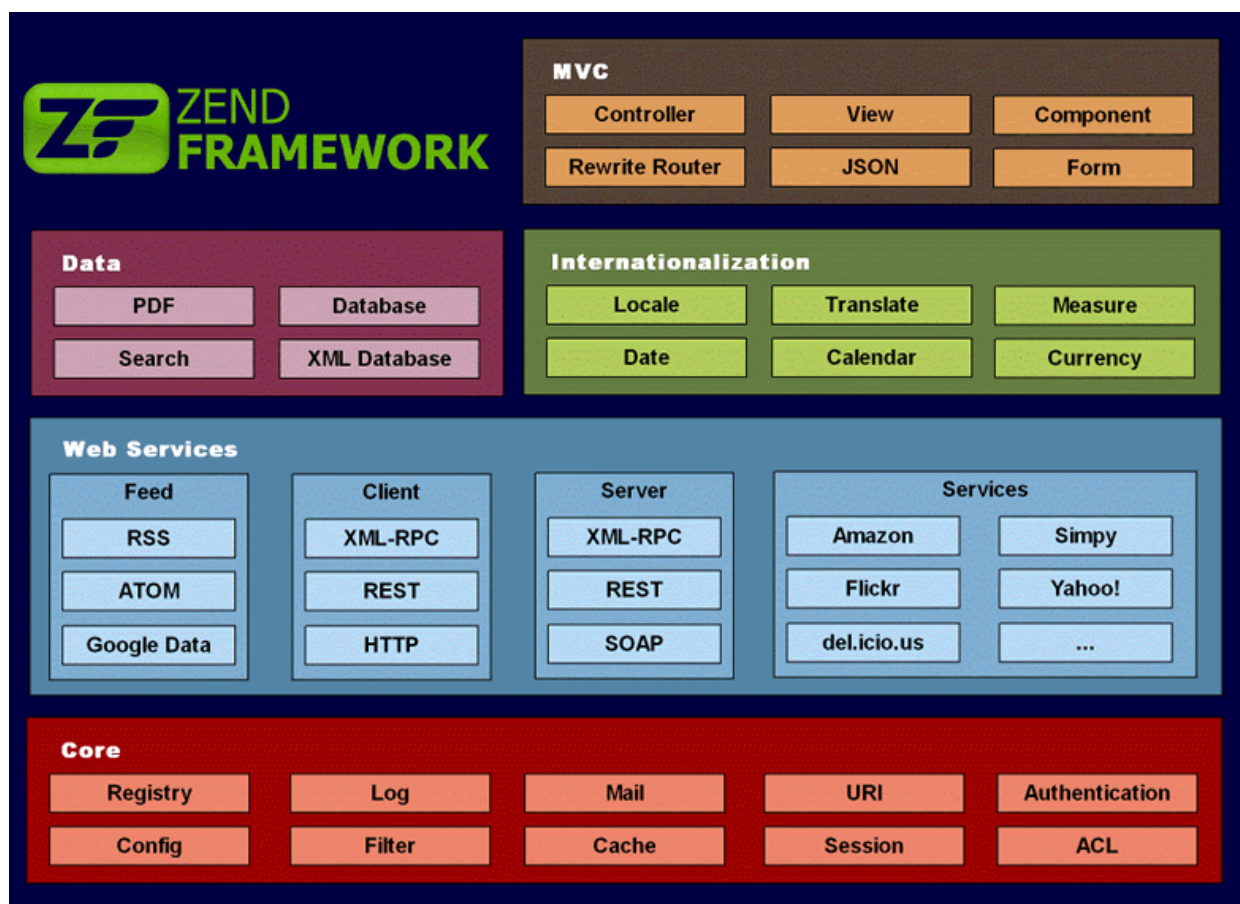 ZF ZEND
FRAMEWORK
MVC
Controller View Component
Rewrite Router JSON Form
Data
PDF Database
Search XML Database
Internationalization
Locale Translate Measure
Date Calendar Currency
Web Services
Feed
RSS
ATOM
Google Data
Client
XML-RPC
REST
HTTP
Server
XML-RPC
REST
SOAP
Services
Amazon Simpy
Flickr Yahoo!
del.icio.us ...
Core
Registry Log Mail URI Authentication
Config Filter Cache Session ACL